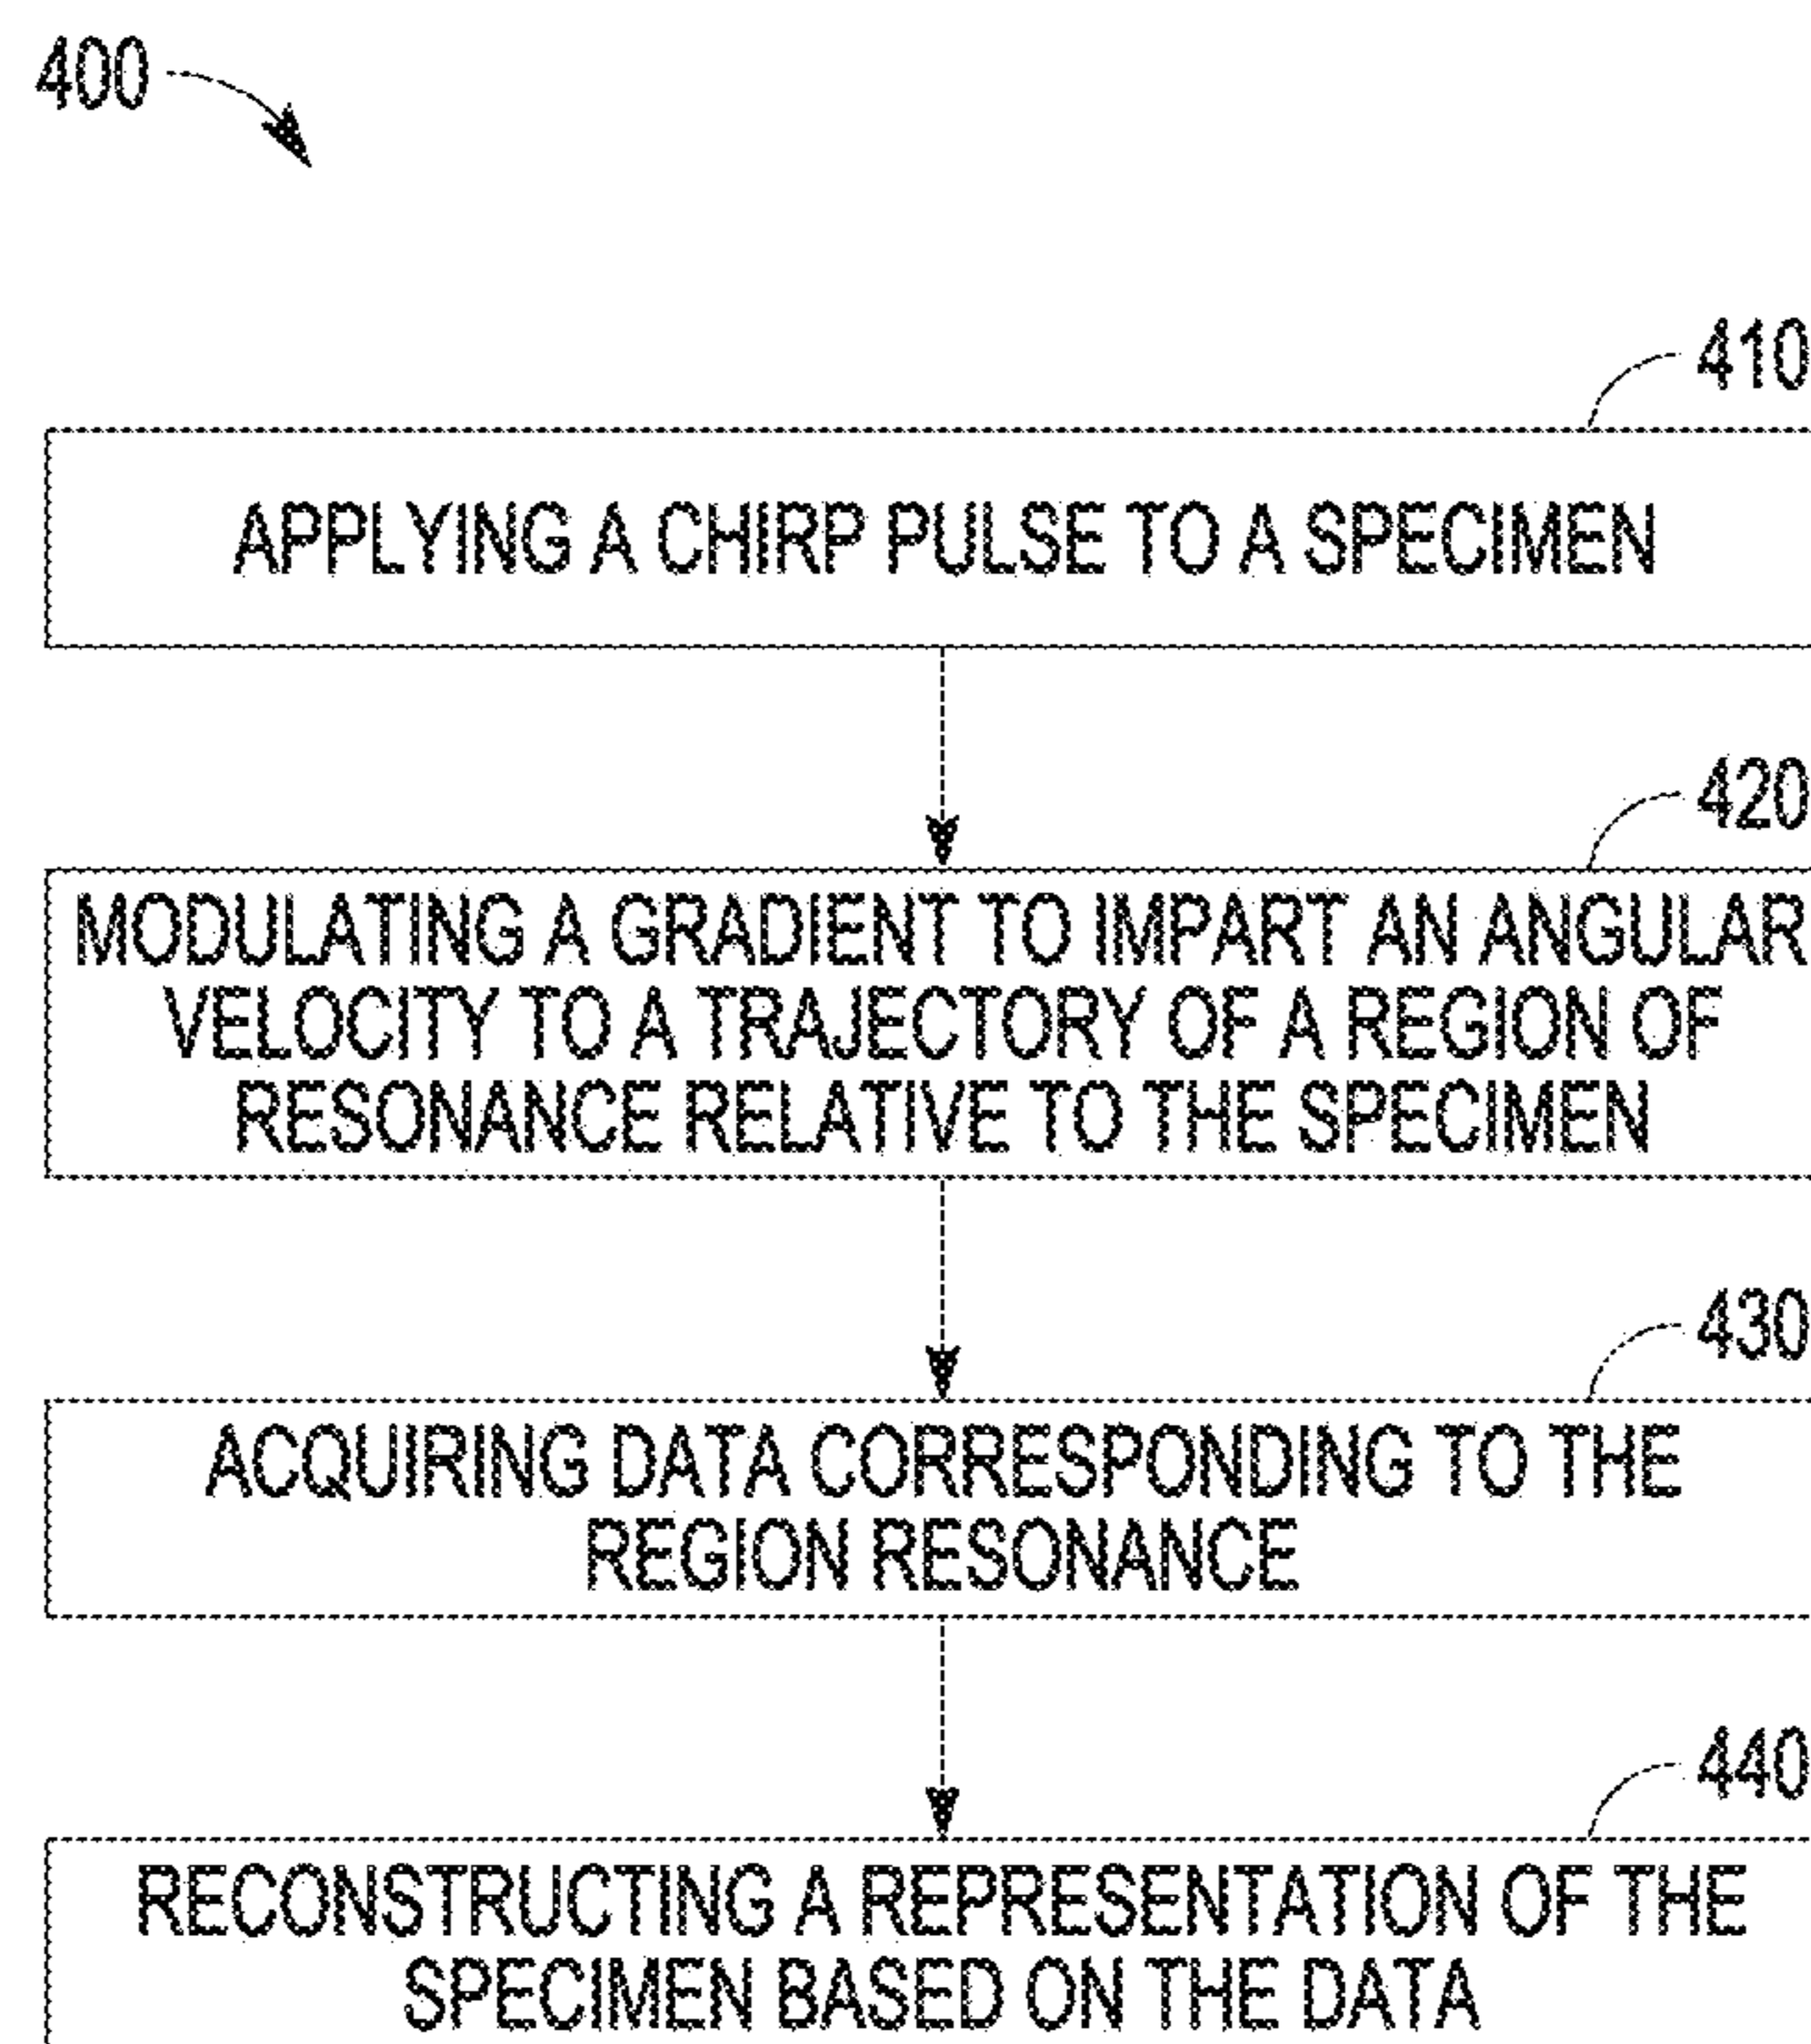 400
410
APPLYING A CHIRP PULSE TO A SPECIMEN
420
MODULATING A GRADIENT TO IMPART AN ANGULAR
VELOCITY TO A TRAJECTORY OF A REGION OF
RESONANCE RELATIVE TO THE SPECIMEN
430
ACQUIRING DATA CORRESPONDING TO THE
REGION RESONANCE
440
RECONSTRUCTING A REPRESENTATION OF THE
SPECIMEN BASED ON THE DATA